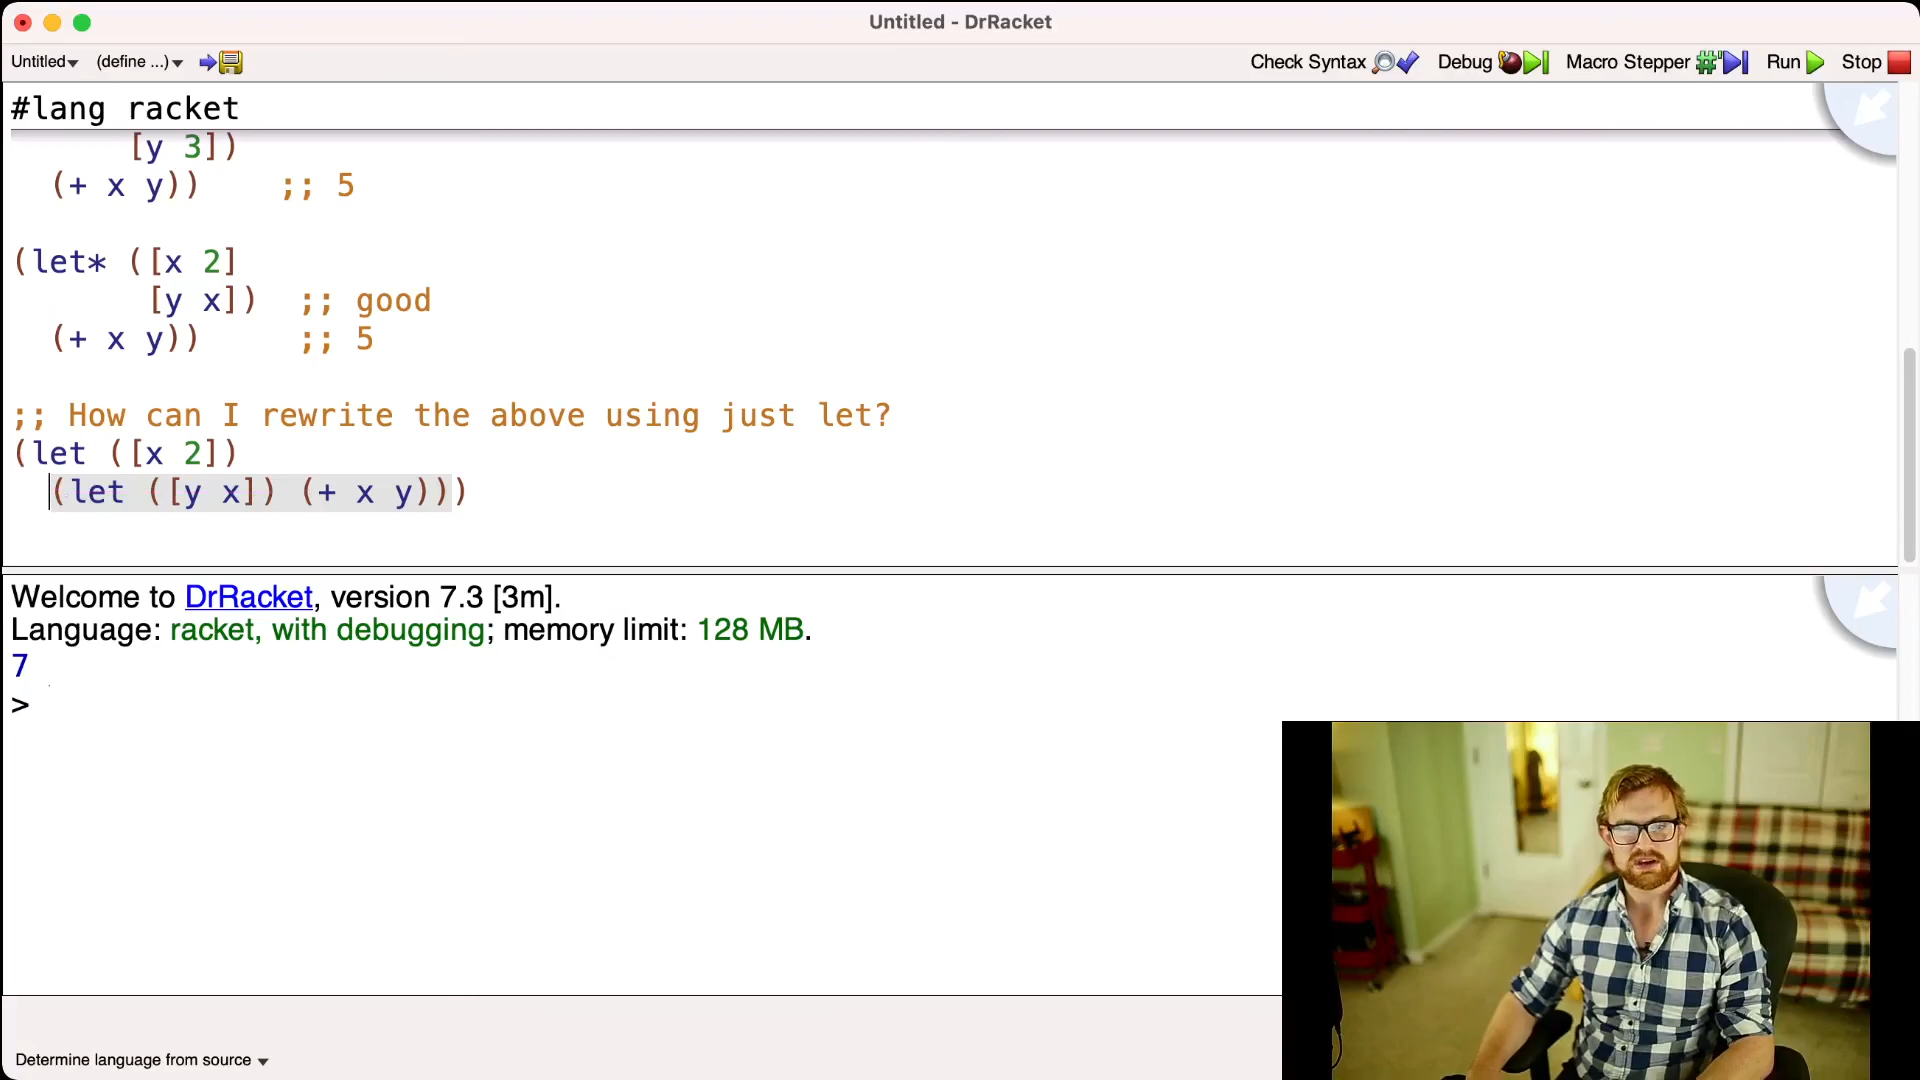 Untitled - DrRacket
Untitled (define ...) Check Syntax Debug Macro Stepper Run Stop
#lang racket
[y 3])
(+ x y)) ;; 5
(let* ([x 2]
[y x]) ;; good
(+ x y)) ;; 5
;; How can I rewrite the above using just let?
(let ([x 2])
(let ([y x]) (+ x y)))
Welcome to DrRacket, version 7.3 [3m].
Language: racket, with debugging; memory limit: 128 MB.
7
>
Determine language from source